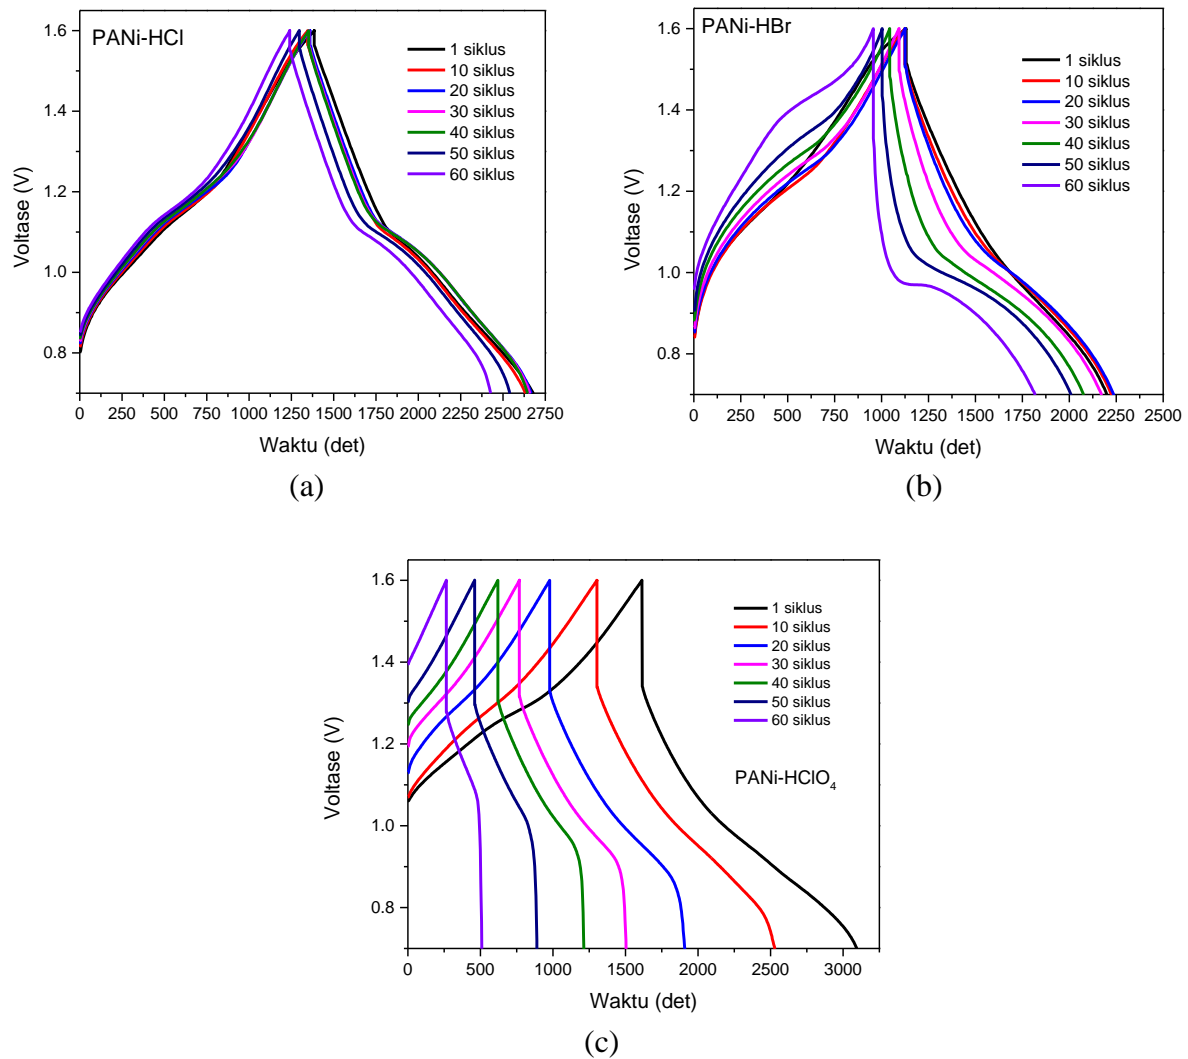 PANi-HCl
1 siklus
10 siklus
20 siklus
30 siklus
40 siklus
50 siklus
60 siklus
Voltase (V)
1.6
1.4
1.2
1.0
0.8
0 250 500 750 1000 1250 1500 1750 2000 2250 2500 2750
Waktu (det)
(a)
PANi-HBr
1 siklus
10 siklus
20 siklus
30 siklus
40 siklus
50 siklus
60 siklus
Voltase (V)
1.6
1.4
1.2
1.0
0.8
0 250 500 750 1000 1250 1500 1750 2000 2250 2500
Waktu (det)
(b)
1 siklus
10 siklus
20 siklus
30 siklus
40 siklus
50 siklus
60 siklus
PANi-HClO4
Voltase (V)
1.6
1.4
1.2
1.0
0.8
0 500 1000 1500 2000 2500 3000
Waktu (det)
(c)